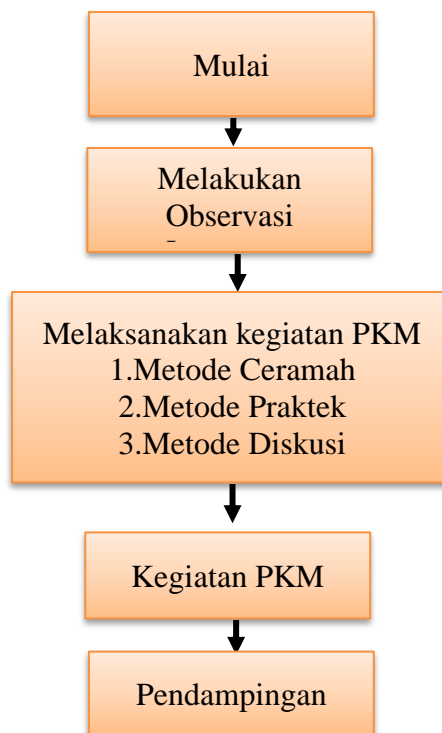 Mulai
Melakukan
Observasi
Melaksanakan kegiatan PKM
1.Metode Ceramah
2.Metode Praktek
3.Metode Diskusi
Kegiatan PKM
Pendampingan